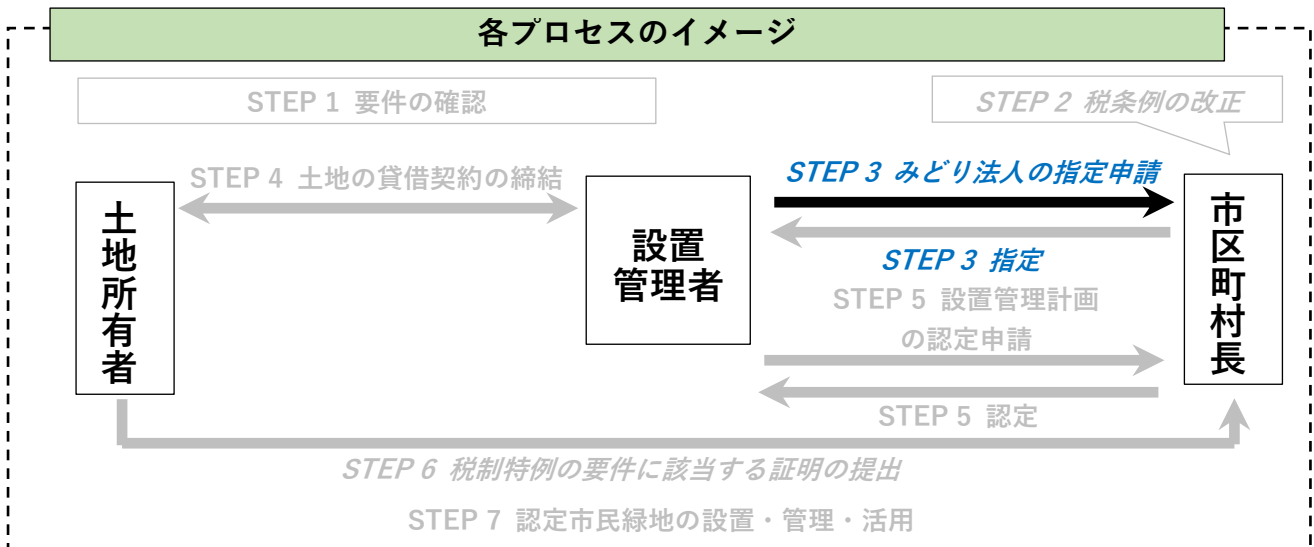 各プロセスのイメージ
STEP 1 要件の確認
STEP 2 税条例の改正
STEP 4 土地の貸借契約の締結
STEP 3 みどり法人の指定申請
土地所有者
設置
管理者
市区町村長
STEP 3 指定
STEP 5 設置管理計画
の認定申請
STEP 5 認定
STEP 6 税制特例の要件に該当する証明の提出
STEP 7 認定市民緑地の設置・管理・活用